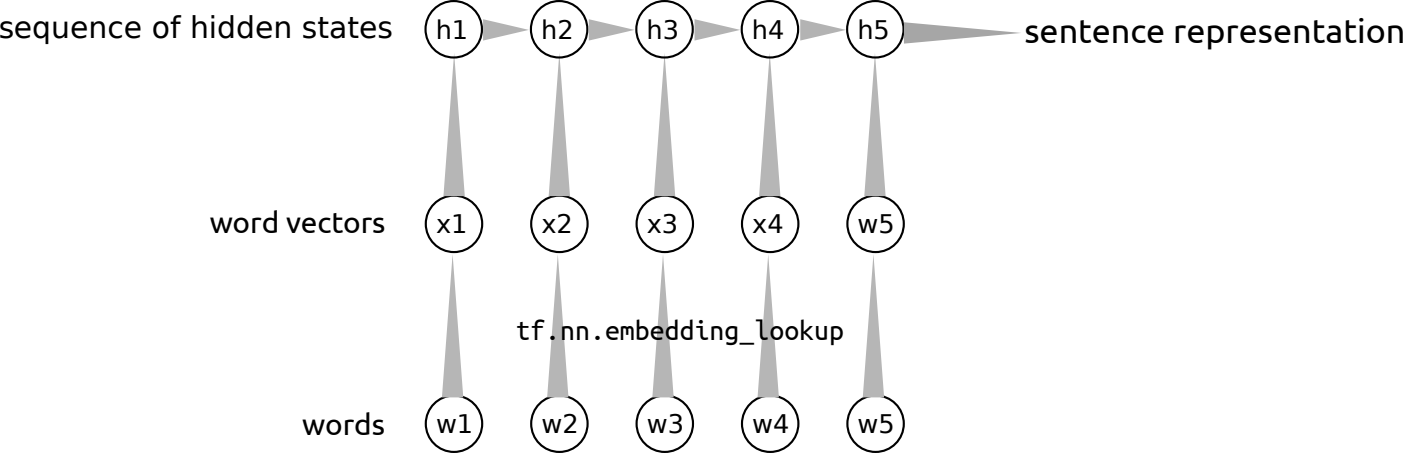 sequence of hidden states h1 h2 h3 h4 h5 sentence representation
word vectors x1 x2 x3 x4 w5
tf.nn.embedding_lookup
words w1 w2 w3 w4 w5